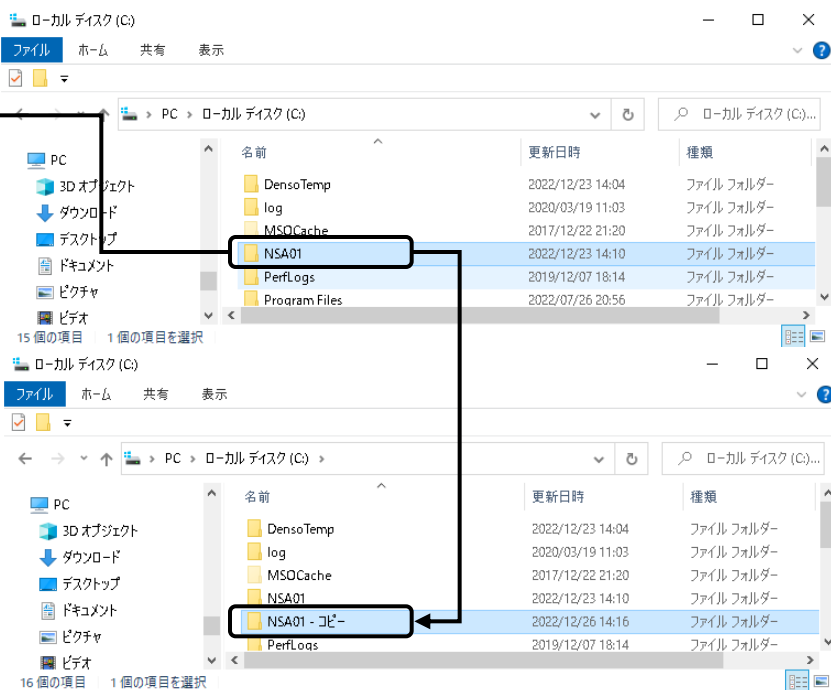 ローカル ディスク (C:)
ファイル ホーム 共有 表示
PC › ローカル ディスク (C:) ローカル ディスク (C:)...
名前 更新日時 種類
PC
3D オブジェクト
ダウンロード
デスクトップ
ドキュメント
ピクチャ
ビデオ
DensoTemp 2022/12/23 14:04 ファイル フォルダー
log 2020/03/19 11:03 ファイル フォルダー
MSOCache 2017/12/22 21:20 ファイル フォルダー
NSA01 2022/12/23 14:10 ファイル フォルダー
PerfLogs 2019/12/07 18:14 ファイル フォルダー
Program Files 2022/07/26 20:56 ファイル フォルダー
15 個の項目 1 個の項目を選択
ローカル ディスク (C:)
ファイル ホーム 共有 表示
PC › ローカル ディスク (C:) › ローカル ディスク (C:)...
名前 更新日時 種類
PC
3D オブジェクト
ダウンロード
デスクトップ
ドキュメント
ピクチャ
ビデオ
DensoTemp 2022/12/23 14:04 ファイル フォルダー
log 2020/03/19 11:03 ファイル フォルダー
MSOCache 2017/12/22 21:20 ファイル フォルダー
NSA01 2022/12/23 14:10 ファイル フォルダー
NSA01 - コピー 2022/12/26 14:16 ファイル フォルダー
PerfLogs 2019/12/07 18:14 ファイル フォルダー
16 個の項目 1 個の項目を選択